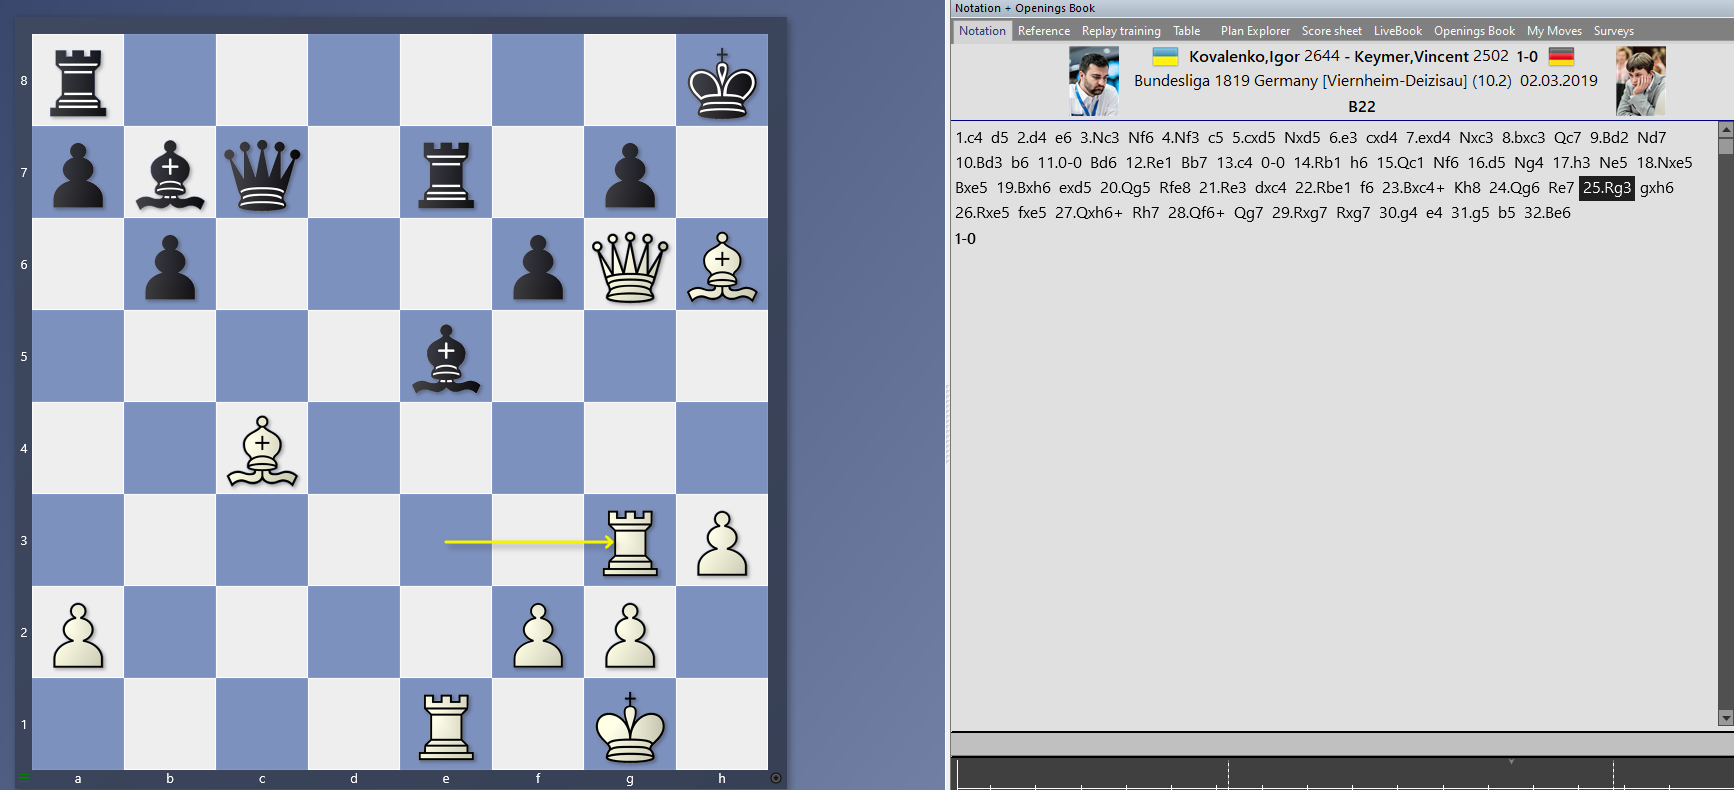 Notation + Openings Book
Notation Reference Replay training Table Plan Explorer Score sheet LiveBook Openings Book My Moves Surveys
Kovalenko,Igor 2644 - Keymer,Vincent 2502 1-0
Bundesliga 1819 Germany [Viernheim-Deizisau] (10.2) 02.03.2019
B22
1.c4 d5 2.d4 e6 3.Nc3 Nf6 4.Nf3 c5 5.cxd5 Nxd5 6.e3 cxd4 7.exd4 Nxc3 8.bxc3 Qc7 9.Bd2 Nd7
10.Bd3 b6 11.0-0 Bd6 12.Re1 Bb7 13.c4 0-0 14.Rb1 h6 15.Qc1 Nf6 16.d5 Ng4 17.h3 Ne5 18.Nxe5
Bxe5 19.Bxh6 exd5 20.Qg5 Rfe8 21.Re3 dxc4 22.Rbe1 f6 23.Bxc4+ Kh8 24.Qg6 Re7 25.Rg3 gxh6
26.Rxe5 fxe5 27.Qxh6+ Rh7 28.Qf6+ Qg7 29.Rxg7 Rxg7 30.g4 e4 31.g5 b5 32.Be6
1-0
8
7
6
5
4
3
2
1
a b c d e f g h